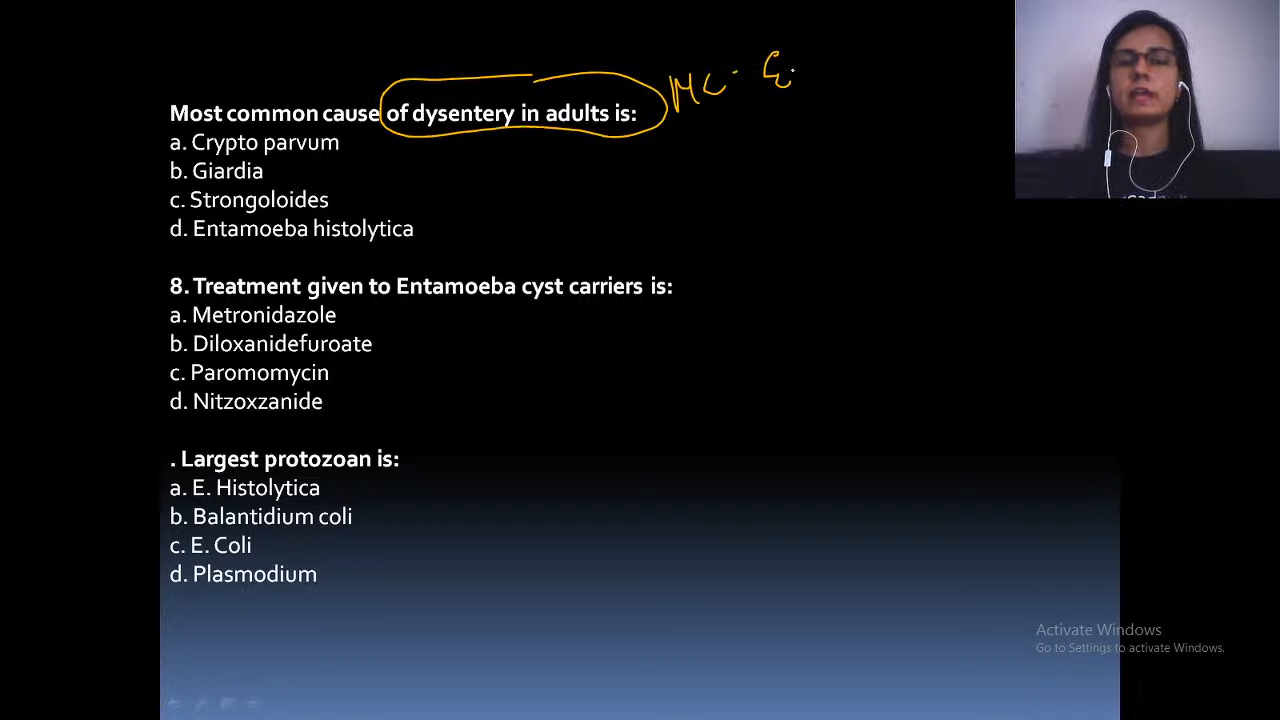 Most common cause of dysentery in adults is: MC - E
a. Crypto parvum
b. Giardia
c. Strongoloides
d. Entamoeba histolytica
8. Treatment given to Entamoeba cyst carriers is:
a. Metronidazole
b. Diloxanidefuroate
c. Paromomycin
d. Nitzoxzanide
. Largest protozoan is:
a. E. Histolytica
b. Balantidium coli
c. E. Coli
d. Plasmodium
Activate Windows
Go to Settings to activate Windows.